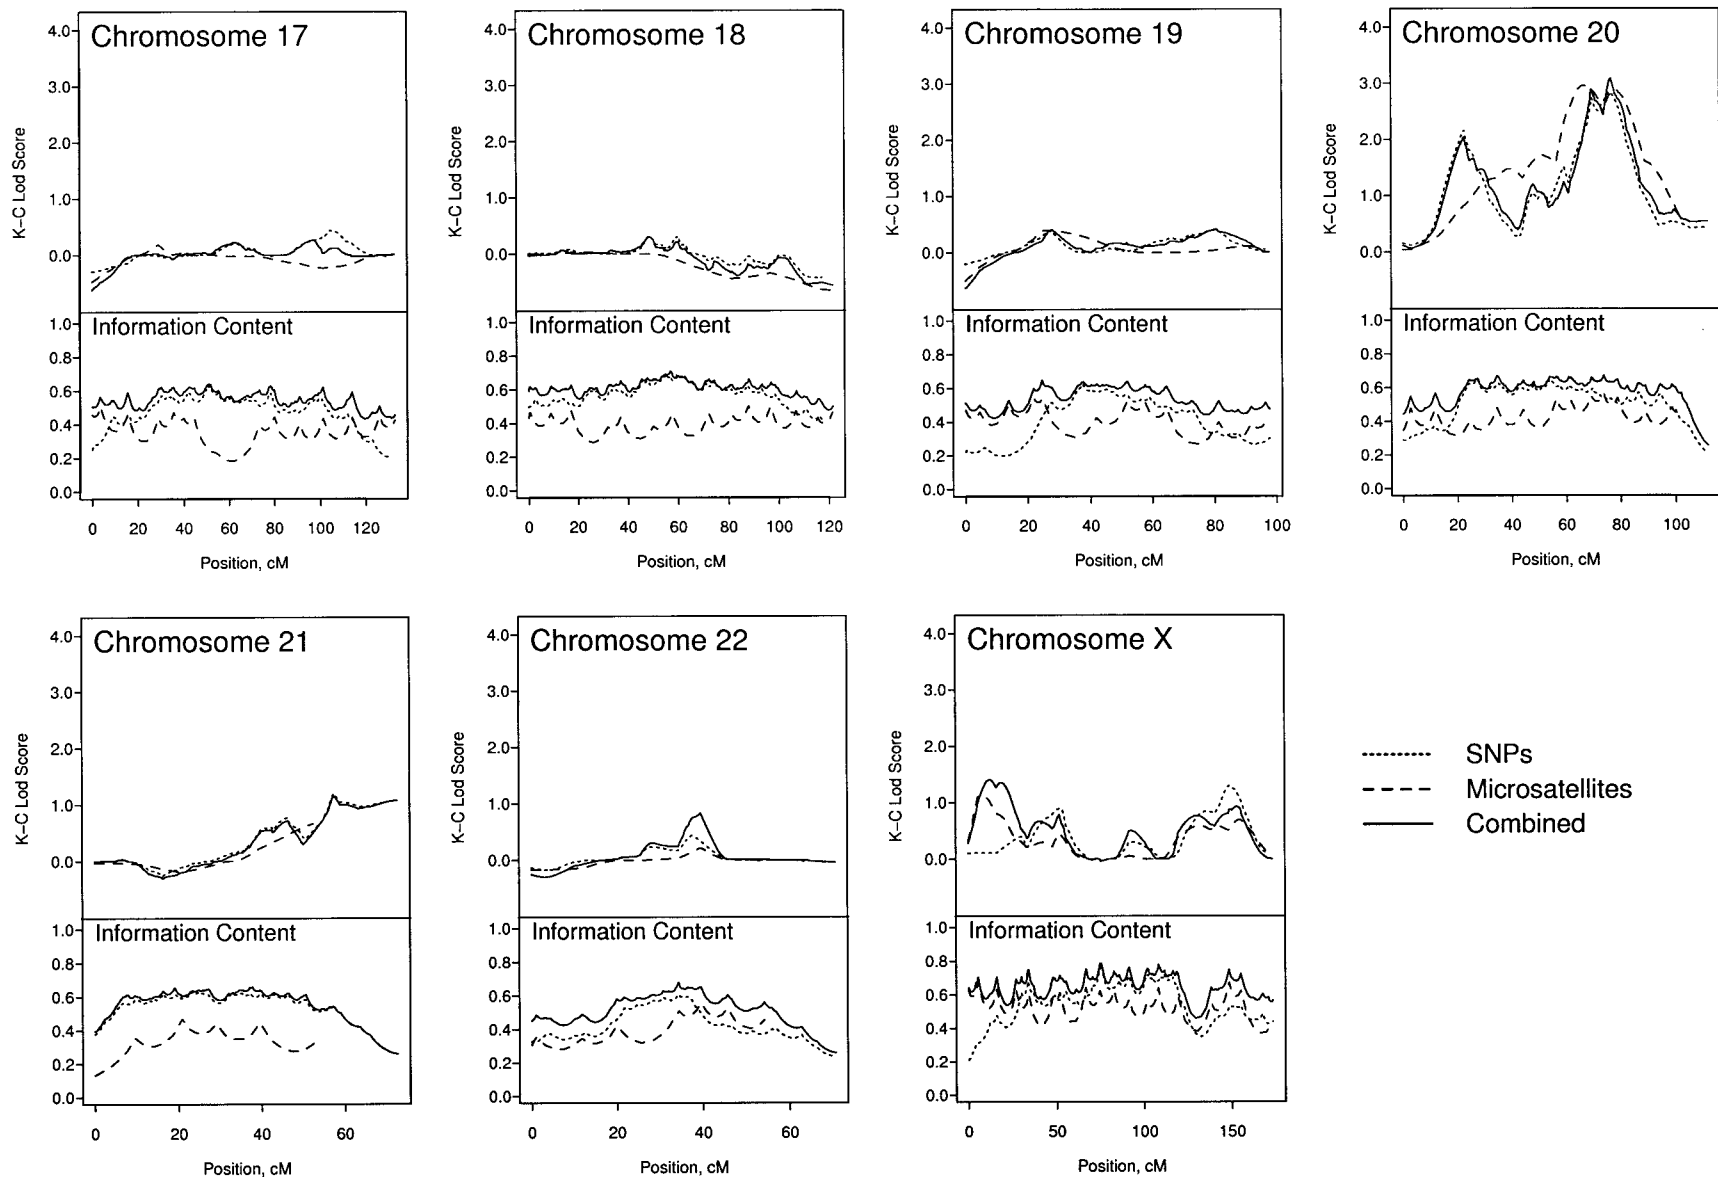 Chromosome 17
4.0
3.0
2.0
1.0
0.0
K–C Lod Score
Information Content
1.0
0.8
0.6
0.4
0.2
0.0
0 20 40 60 80 100 120
Position, cM
Chromosome 18
4.0
3.0
2.0
1.0
0.0
K–C Lod Score
Information Content
1.0
0.8
0.6
0.4
0.2
0.0
0 20 40 60 80 100 120
Position, cM
Chromosome 19
4.0
3.0
2.0
1.0
0.0
K–C Lod Score
Information Content
1.0
0.8
0.6
0.4
0.2
0.0
0 20 40 60 80 100
Position, cM
Chromosome 20
4.0
3.0
2.0
1.0
0.0
K–C Lod Score
Information Content
1.0
0.8
0.6
0.4
0.2
0.0
0 20 40 60 80 100
Position, cM
Chromosome 21
4.0
3.0
2.0
1.0
0.0
K–C Lod Score
Information Content
1.0
0.8
0.6
0.4
0.2
0.0
0 20 40 60
Position, cM
Chromosome 22
4.0
3.0
2.0
1.0
0.0
K–C Lod Score
Information Content
1.0
0.8
0.6
0.4
0.2
0.0
0 20 40 60
Position, cM
Chromosome X
4.0
3.0
2.0
1.0
0.0
K–C Lod Score
Information Content
1.0
0.8
0.6
0.4
0.2
0.0
0 50 100 150
Position, cM
SNPs
Microsatellites
Combined